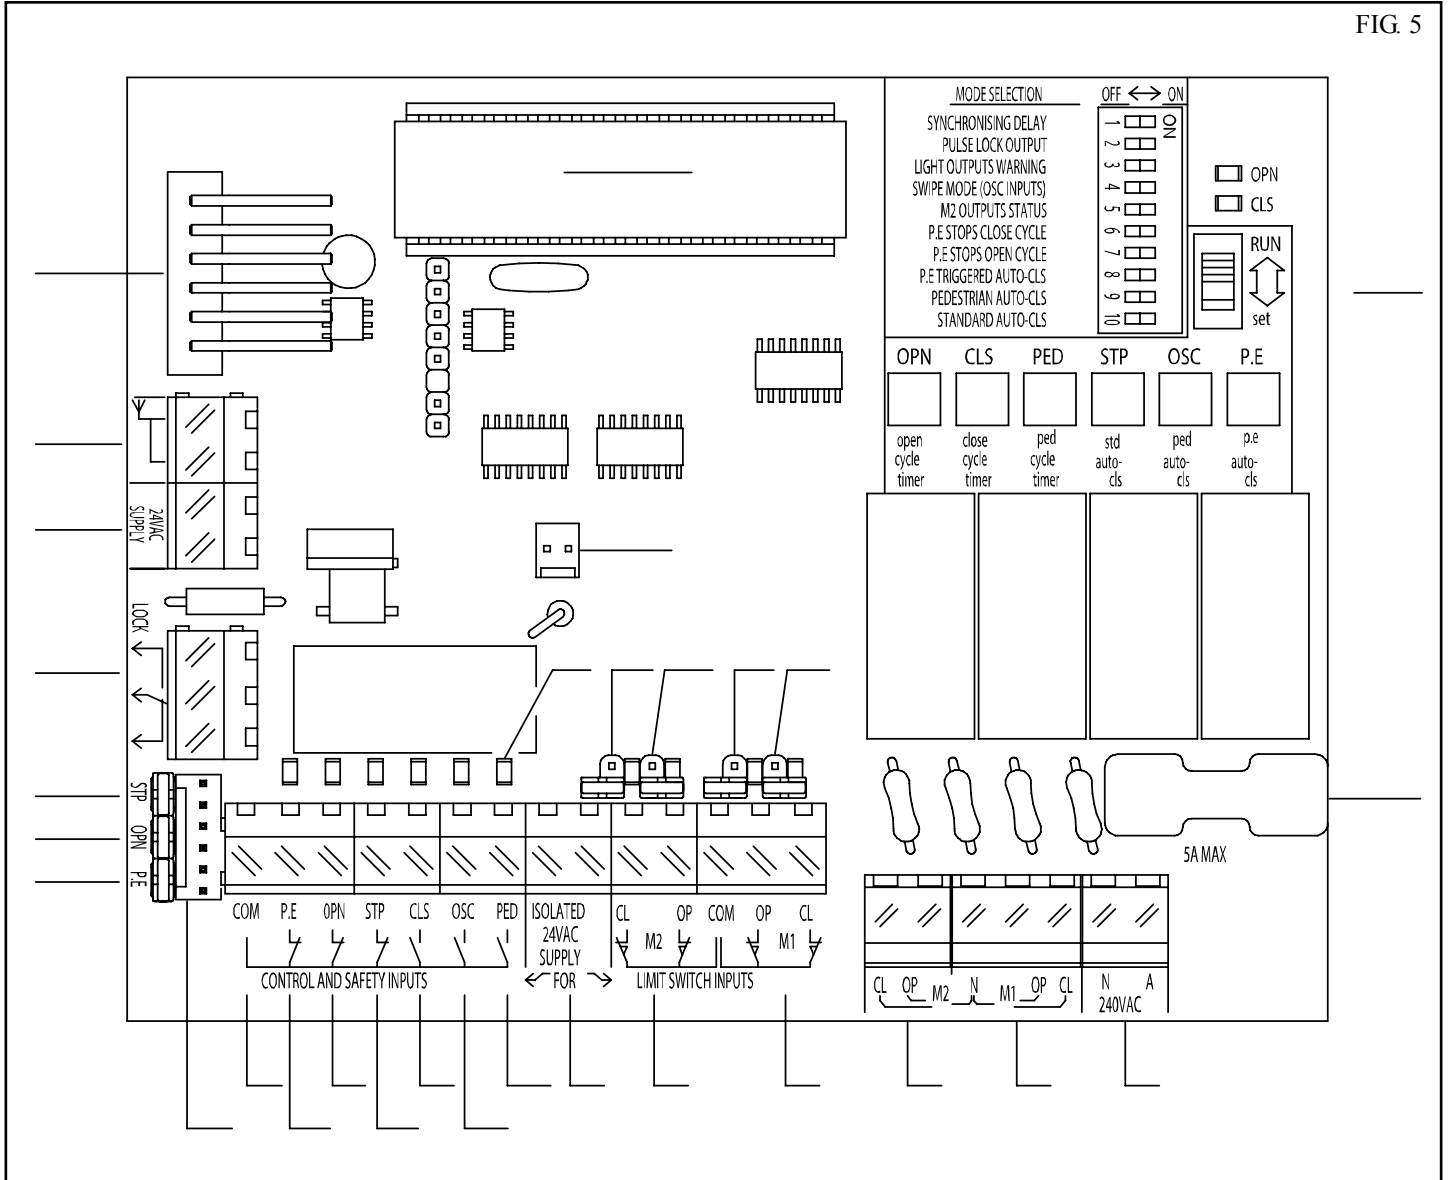 FIG. 5
MODE SELECTION
OFF ON
SYNCHRONISING DELAY
1
ON
PULSE LOCK OUTPUT
2
LIGHT OUTPUTS WARNING
3
SWIPE MODE (OSC INPUTS)
4
M2 OUTPUTS STATUS
5
P.E STOPS CLOSE CYCLE
6
P.E STOPS OPEN CYCLE
7
P.E TRIGGERED AUTO-CLS
8
PEDESTRIAN AUTO-CLS
9
STANDARD AUTO-CLS
10
OPN
CLS
RUN
set
OPN CLS PED STP OSC P.E
open cycle timer
close cycle timer
ped cycle timer
std auto-cls
ped auto-cls
p.e auto-cls
24VAC
SUPPLY
LOCK
STP
OPN
P.E
5A MAX
COM P.E OPN STP CLS OSC PED
ISOLATED
24VAC
SUPPLY
FOR
CL OP COM OP CL
M2 M1
CONTROL AND SAFETY INPUTS
LIMIT SWITCH INPUTS
CL OP M2 N M1 OP CL
N A
240VAC